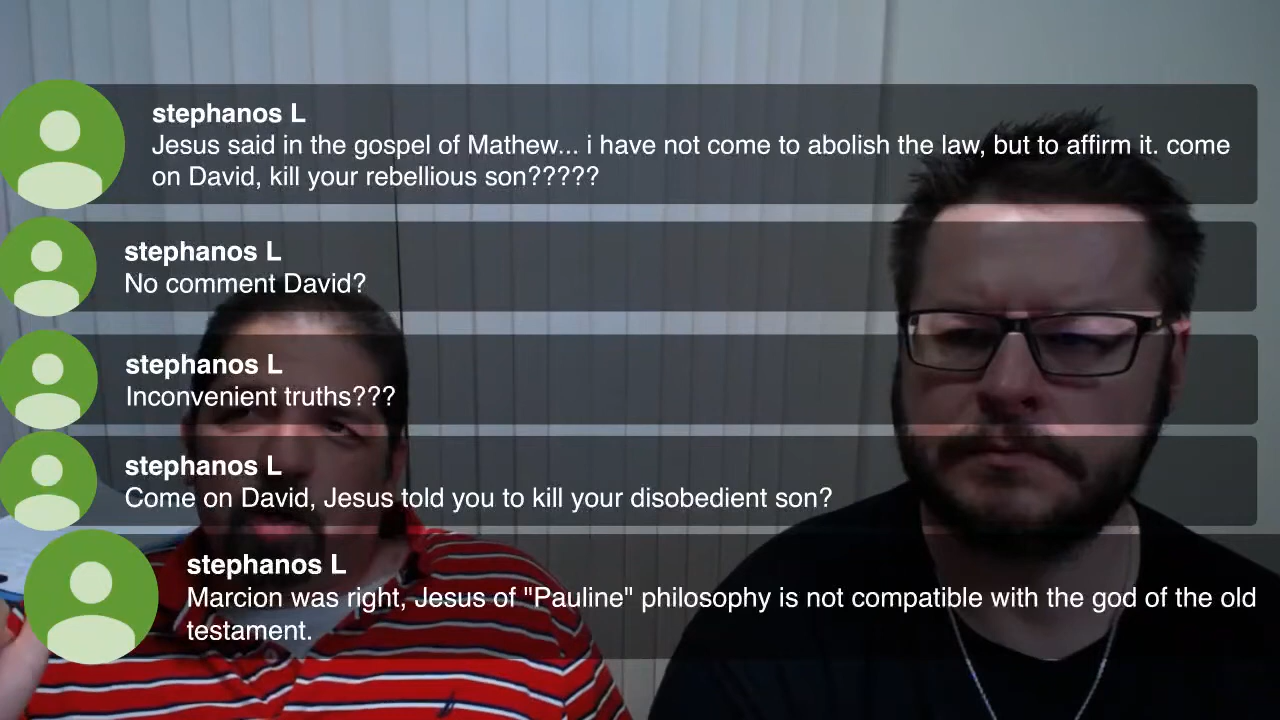 stephanos L
Jesus said in the gospel of Mathew... i have not come to abolish the law, but to affirm it. come
on David, kill your rebellious son?????
stephanos L
No comment David?
stephanos L
Inconvenient truths???
stephanos L
Come on David, Jesus told you to kill your disobedient son?
stephanos L
Marcion was right, Jesus of "Pauline" philosophy is not compatible with the god of the old
testament.